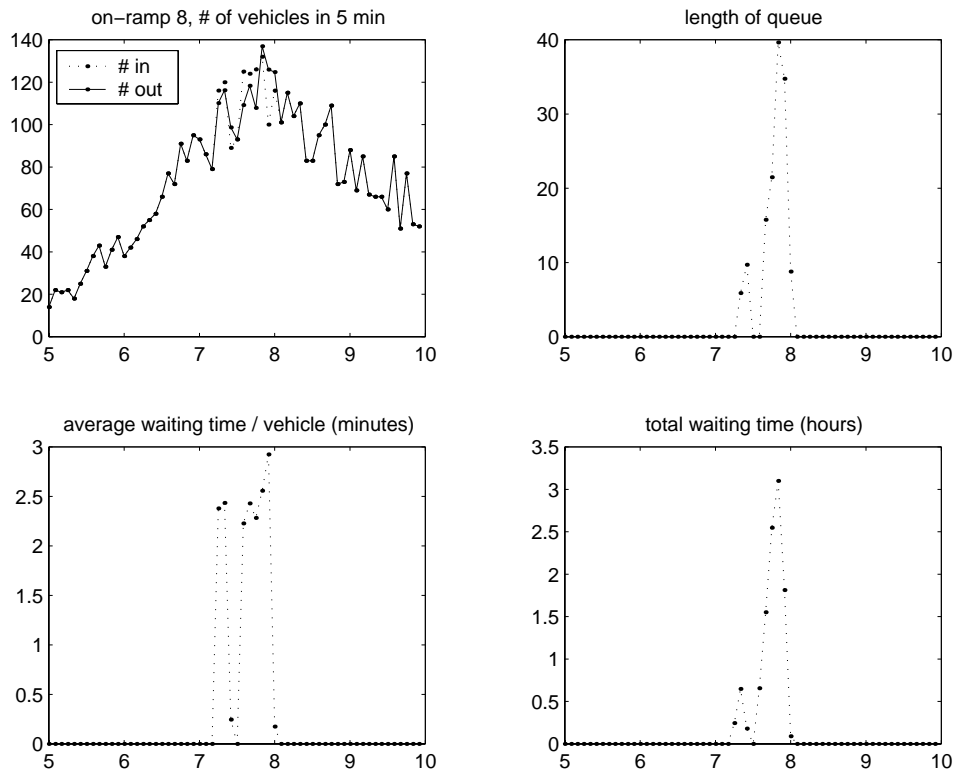 on−ramp 8, # of vehicles in 5 min
140
120
100
80
60
40
20
0
# in
# out
5 6 7 8 9 10
length of queue
40
30
20
10
0
5 6 7 8 9 10
average waiting time / vehicle (minutes)
3
2.5
2
1.5
1
0.5
0
5 6 7 8 9 10
total waiting time (hours)
3.5
3
2.5
2
1.5
1
0.5
0
5 6 7 8 9 10